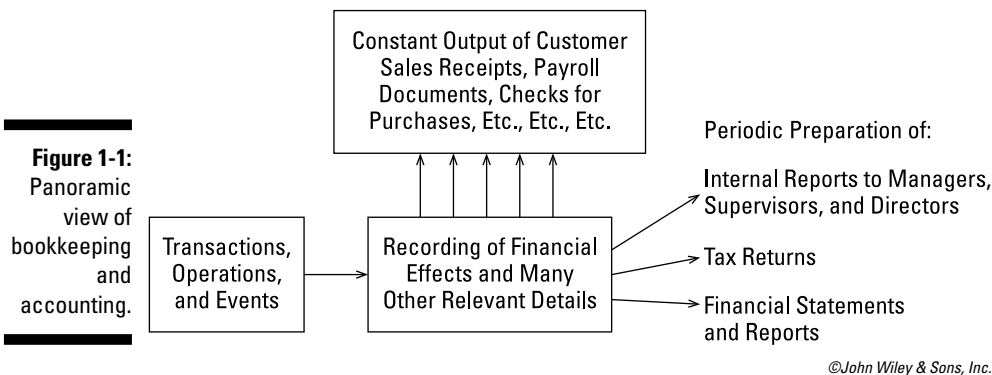 Constant Output of Customer
Sales Receipts, Payroll
Documents, Checks for
Purchases, Etc., Etc., Etc.
Figure 1-1:
Panoramic
view of
bookkeeping
and
accounting.
Transactions,
Operations,
and Events
Recording of Financial
Effects and Many
Other Relevant Details
Periodic Preparation of:
Internal Reports to Managers,
Supervisors, and Directors
Tax Returns
Financial Statements
and Reports
©John Wiley & Sons, Inc.